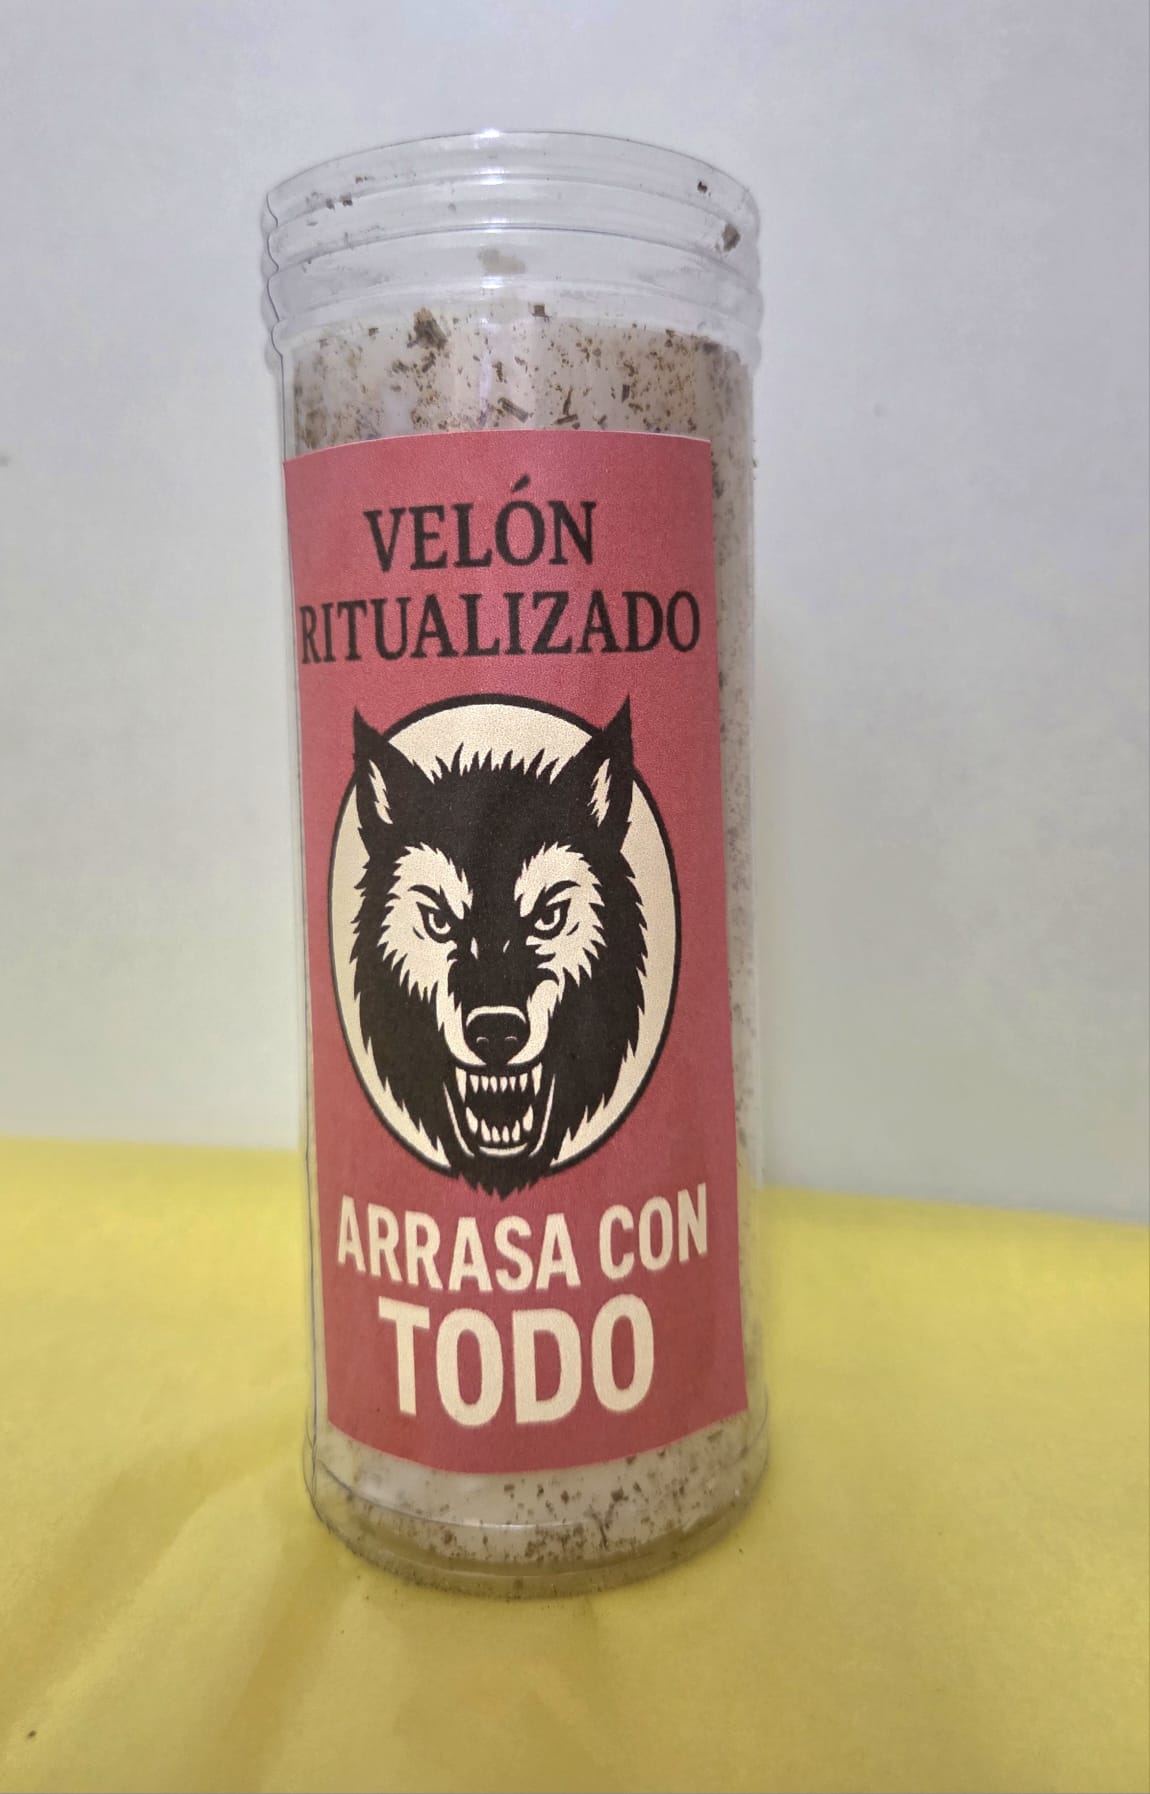 VELÓN
RITUALIZADO
ARRASA CON
TODO